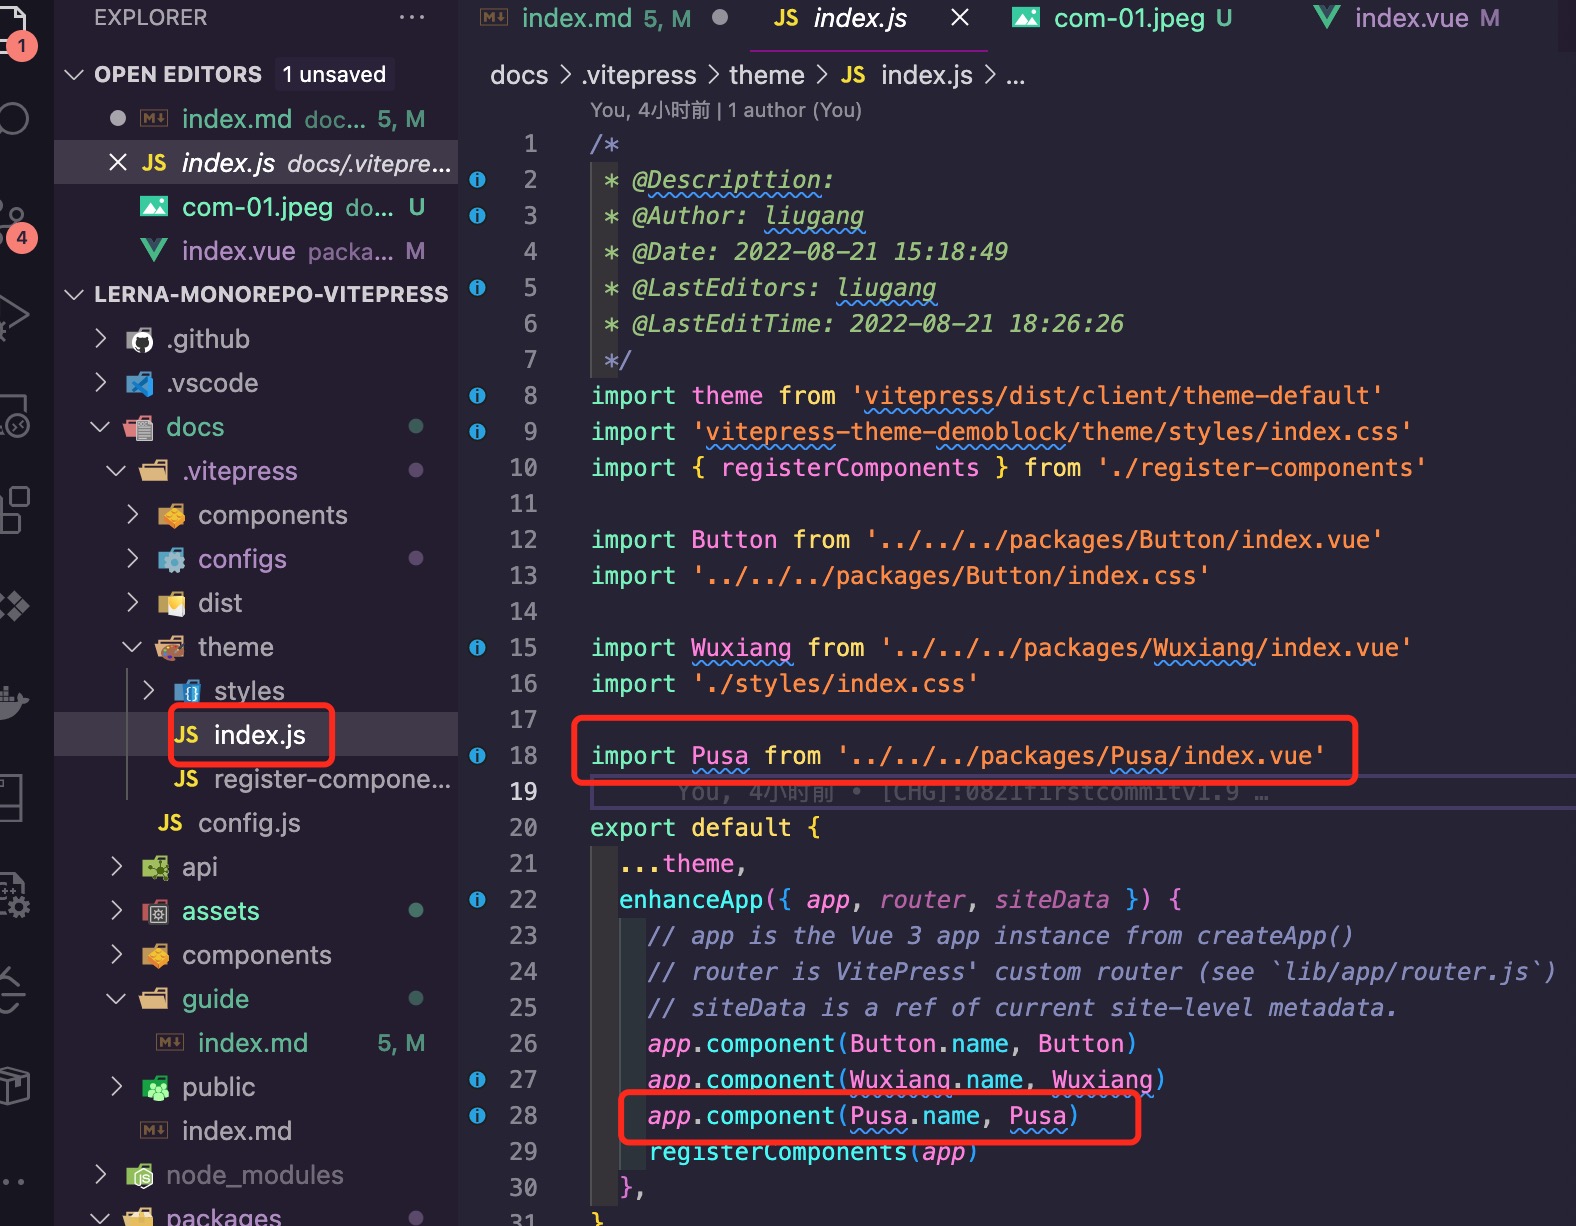 EXPLORER
OPEN EDITORS 1 unsaved
index.md doc... 5, M
JS index.js docs/.vitepre...
com-01.jpeg do... U
index.vue packa... M
LERNA-MONOREPO-VITEPRESS
.github
.vscode
docs
.vitepress
components
configs
dist
theme
styles
JS index.js
JS register-compone...
JS config.js
api
assets
components
guide
index.md 5, M
public
index.md
node_modules
packages
1
4
index.md 5, M
JS index.js
com-01.jpeg U
index.vue M
docs > .vitepress > theme > JS index.js > ...
You, 4小时前 | 1 author (You)
1 /*
2 * @Descripttion:
3 * @Author: liugang
4 * @Date: 2022-08-21 15:18:49
5 * @LastEditors: liugang
6 * @LastEditTime: 2022-08-21 18:26:26
7 */
8 import theme from 'vitepress/dist/client/theme-default'
9 import 'vitepress-theme-demoblock/theme/styles/index.css'
10 import { registerComponents } from './register-components'
11
12 import Button from '../../../packages/Button/index.vue'
13 import '../../../packages/Button/index.css'
14
15 import Wuxiang from '../../../packages/Wuxiang/index.vue'
16 import './styles/index.css'
17
18 import Pusa from '../../../packages/Pusa/index.vue'
19 You, 4小时前 • [CHG]:0821firstcommitv1.9 …
20 export default {
21 ...theme,
22 enhanceApp({ app, router, siteData }) {
23 // app is the Vue 3 app instance from createApp()
24 // router is VitePress' custom router (see `lib/app/router.js`)
25 // siteData is a ref of current site-level metadata.
26 app.component(Button.name, Button)
27 app.component(Wuxiang.name, Wuxiang)
28 app.component(Pusa.name, Pusa)
29 registerComponents(app)
30 },
31 }